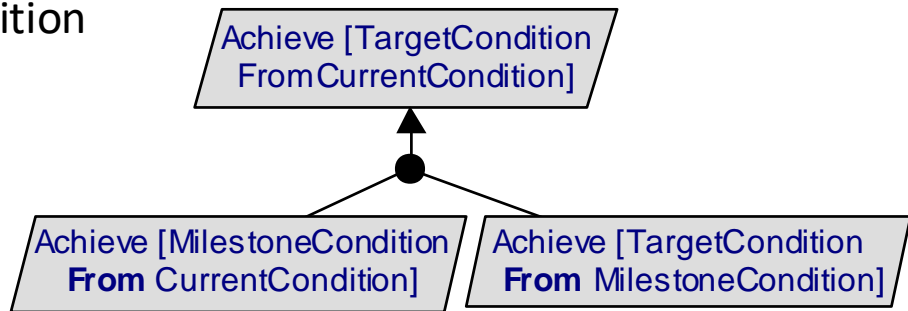 ition
Achieve [TargetCondition
FromCurrentCondition]
Achieve [MilestoneCondition
From CurrentCondition]
Achieve [TargetCondition
From MilestoneCondition]